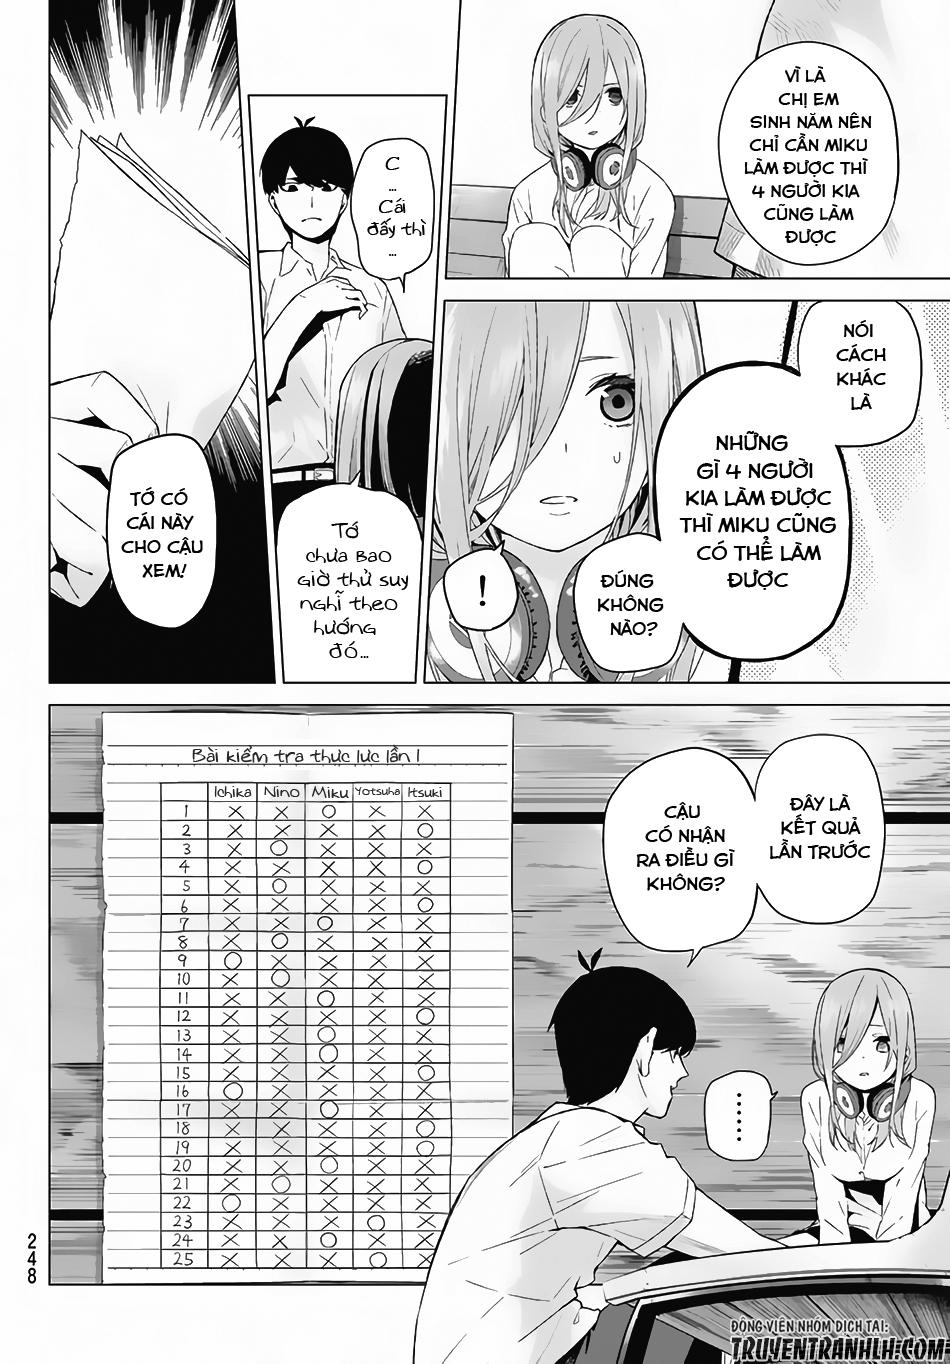 VÌ LÀ
CHỊ EM
SINH NĂM NÊN
CHỈ CẦN MIKU
LÀM ĐƯỢC THÌ
4 NGƯỜI KIA
CŨNG LÀM
ĐƯỢC
NÓI
CÁCH
KHÁC
LÀ
NHỮNG
GÌ 4 NGƯỜI
KIA LÀM ĐƯỢC
THÌ MIKU CŨNG
CÓ THỂ LÀM
ĐƯỢC
ĐÚNG
KHÔNG
NÀO?
!
C
...
Cái
đấy thì
...
Tớ
chưa bao
giờ thử suy
nghĩ theo
hướng
đó...
TỚ CÓ
CÁI NÀY
CHO CẬU
XEM!
ĐÂY LÀ
KẾT QUẢ
LẦN TRƯỚC
CẬU
CÓ NHẬN
RA ĐIỀU GÌ
KHÔNG?
......
Bài kiểm tra thực lực lần 1
Ichika Nino Miku Yotsuba Itsuki
1 X X O X X
2 X X X X O
3 X O X X X
4 X X X X O
5 X O X X X
6 X X X X O
7 X X O X X
8 X O X X X
9 O X X X X
10 X O X X X
11 X X O X X
12 X X X X O
13 X X O X X
14 X X O X X
15 X X X X O
16 O X X X X
17 X X O X X
18 X X X X O
19 X X X X O
20 X X O X X
21 X O X X X
22 O X X X X
23 X X X O X
24 X X O X X
25 X X X O X
248
ĐỘNG VIÊN NHÓM DỊCH TẠI:
TRUYENTRANHLH.COM